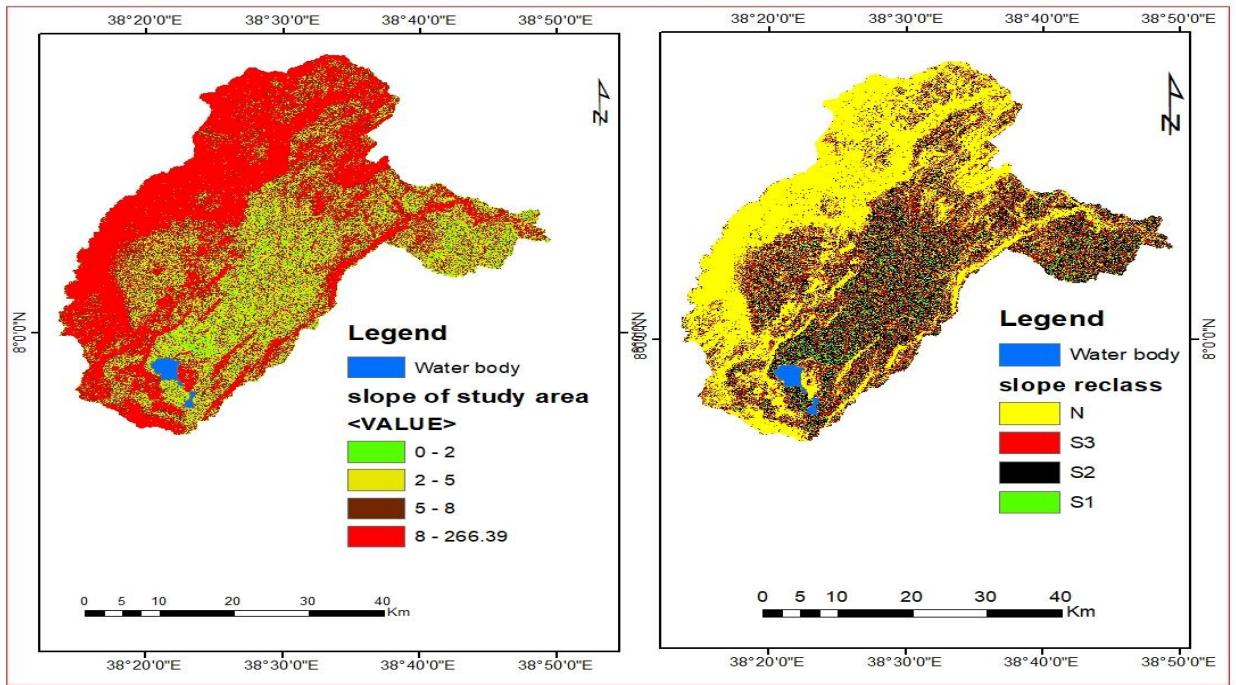 38°20'0"E 38°30'0"E 38°40'0"E 38°50'0"E
N
8°0'0"N
Legend
Water body
slope of study area
<VALUE>
0 - 2
2 - 5
5 - 8
8 - 266.39
0 5 10 20 30 40
Km
38°20'0"E 38°30'0"E 38°40'0"E 38°50'0"E
38°20'0"E 38°30'0"E 38°40'0"E 38°50'0"E
N
8°0'0"N
Legend
Water body
slope reclass
N
S3
S2
S1
0 5 10 20 30 40
Km
38°20'0"E 38°30'0"E 38°40'0"E 38°50'0"E